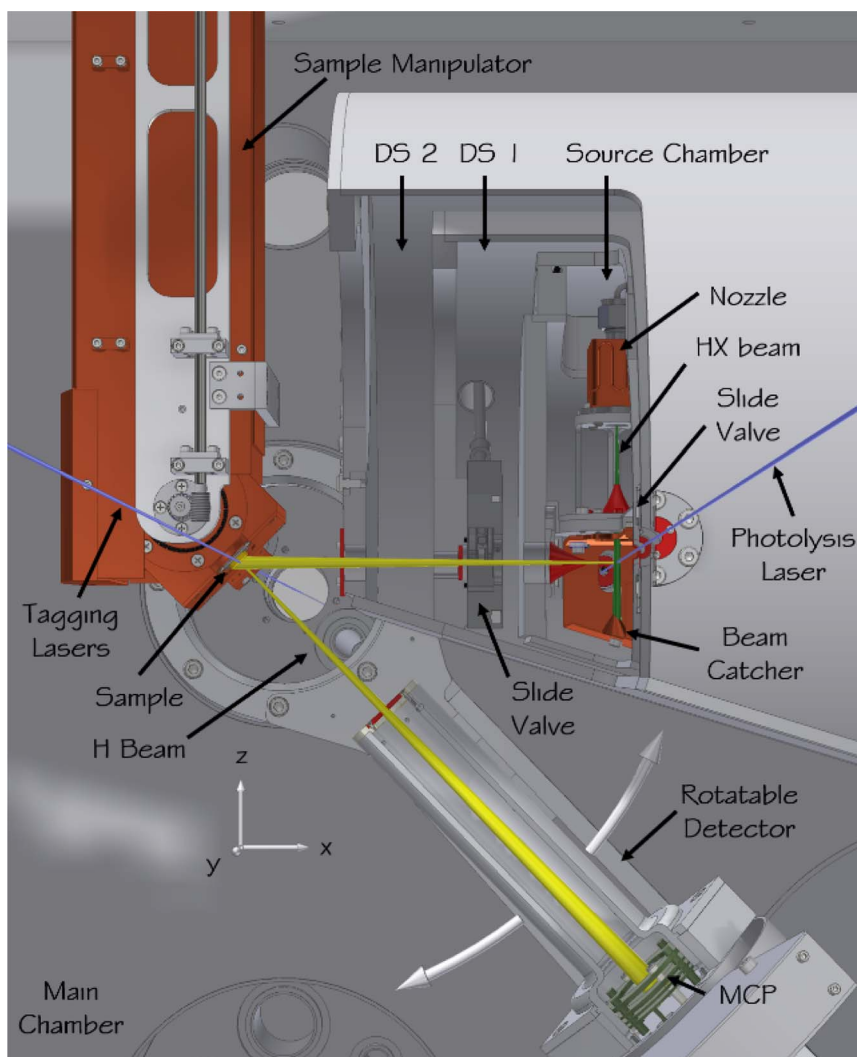 Sample Manipulator
DS 2
DS 1
Source Chamber
Nozzle
HX beam
Slide
Valve
Photolysis
Laser
Tagging
Lasers
Sample
H Beam
Slide
Valve
Beam
Catcher
z
y
x
Rotatable
Detector
MCP
Main
Chamber